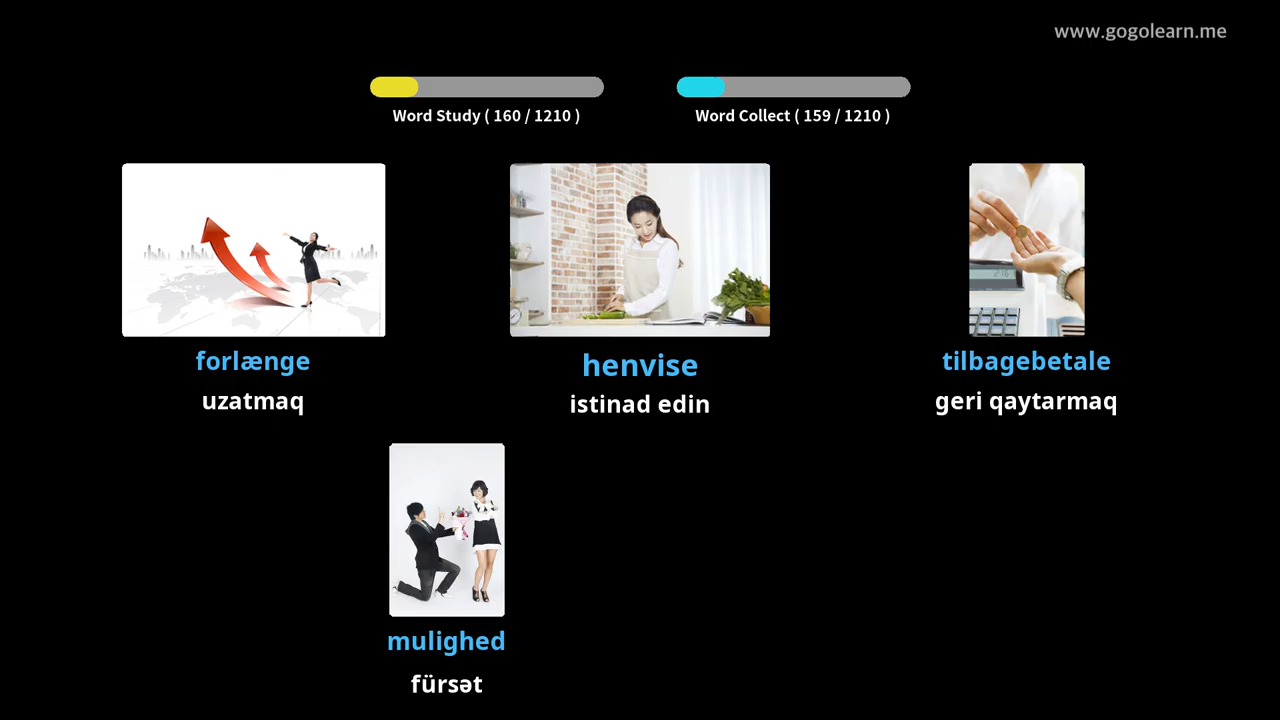 www.gogolearn.me
Word Study ( 160 / 1210 )
Word Collect ( 159 / 1210 )
forlænge
uzatmaq
henvise
istinad edin
tilbagebetale
geri qaytarmaq
mulighed
fürsət